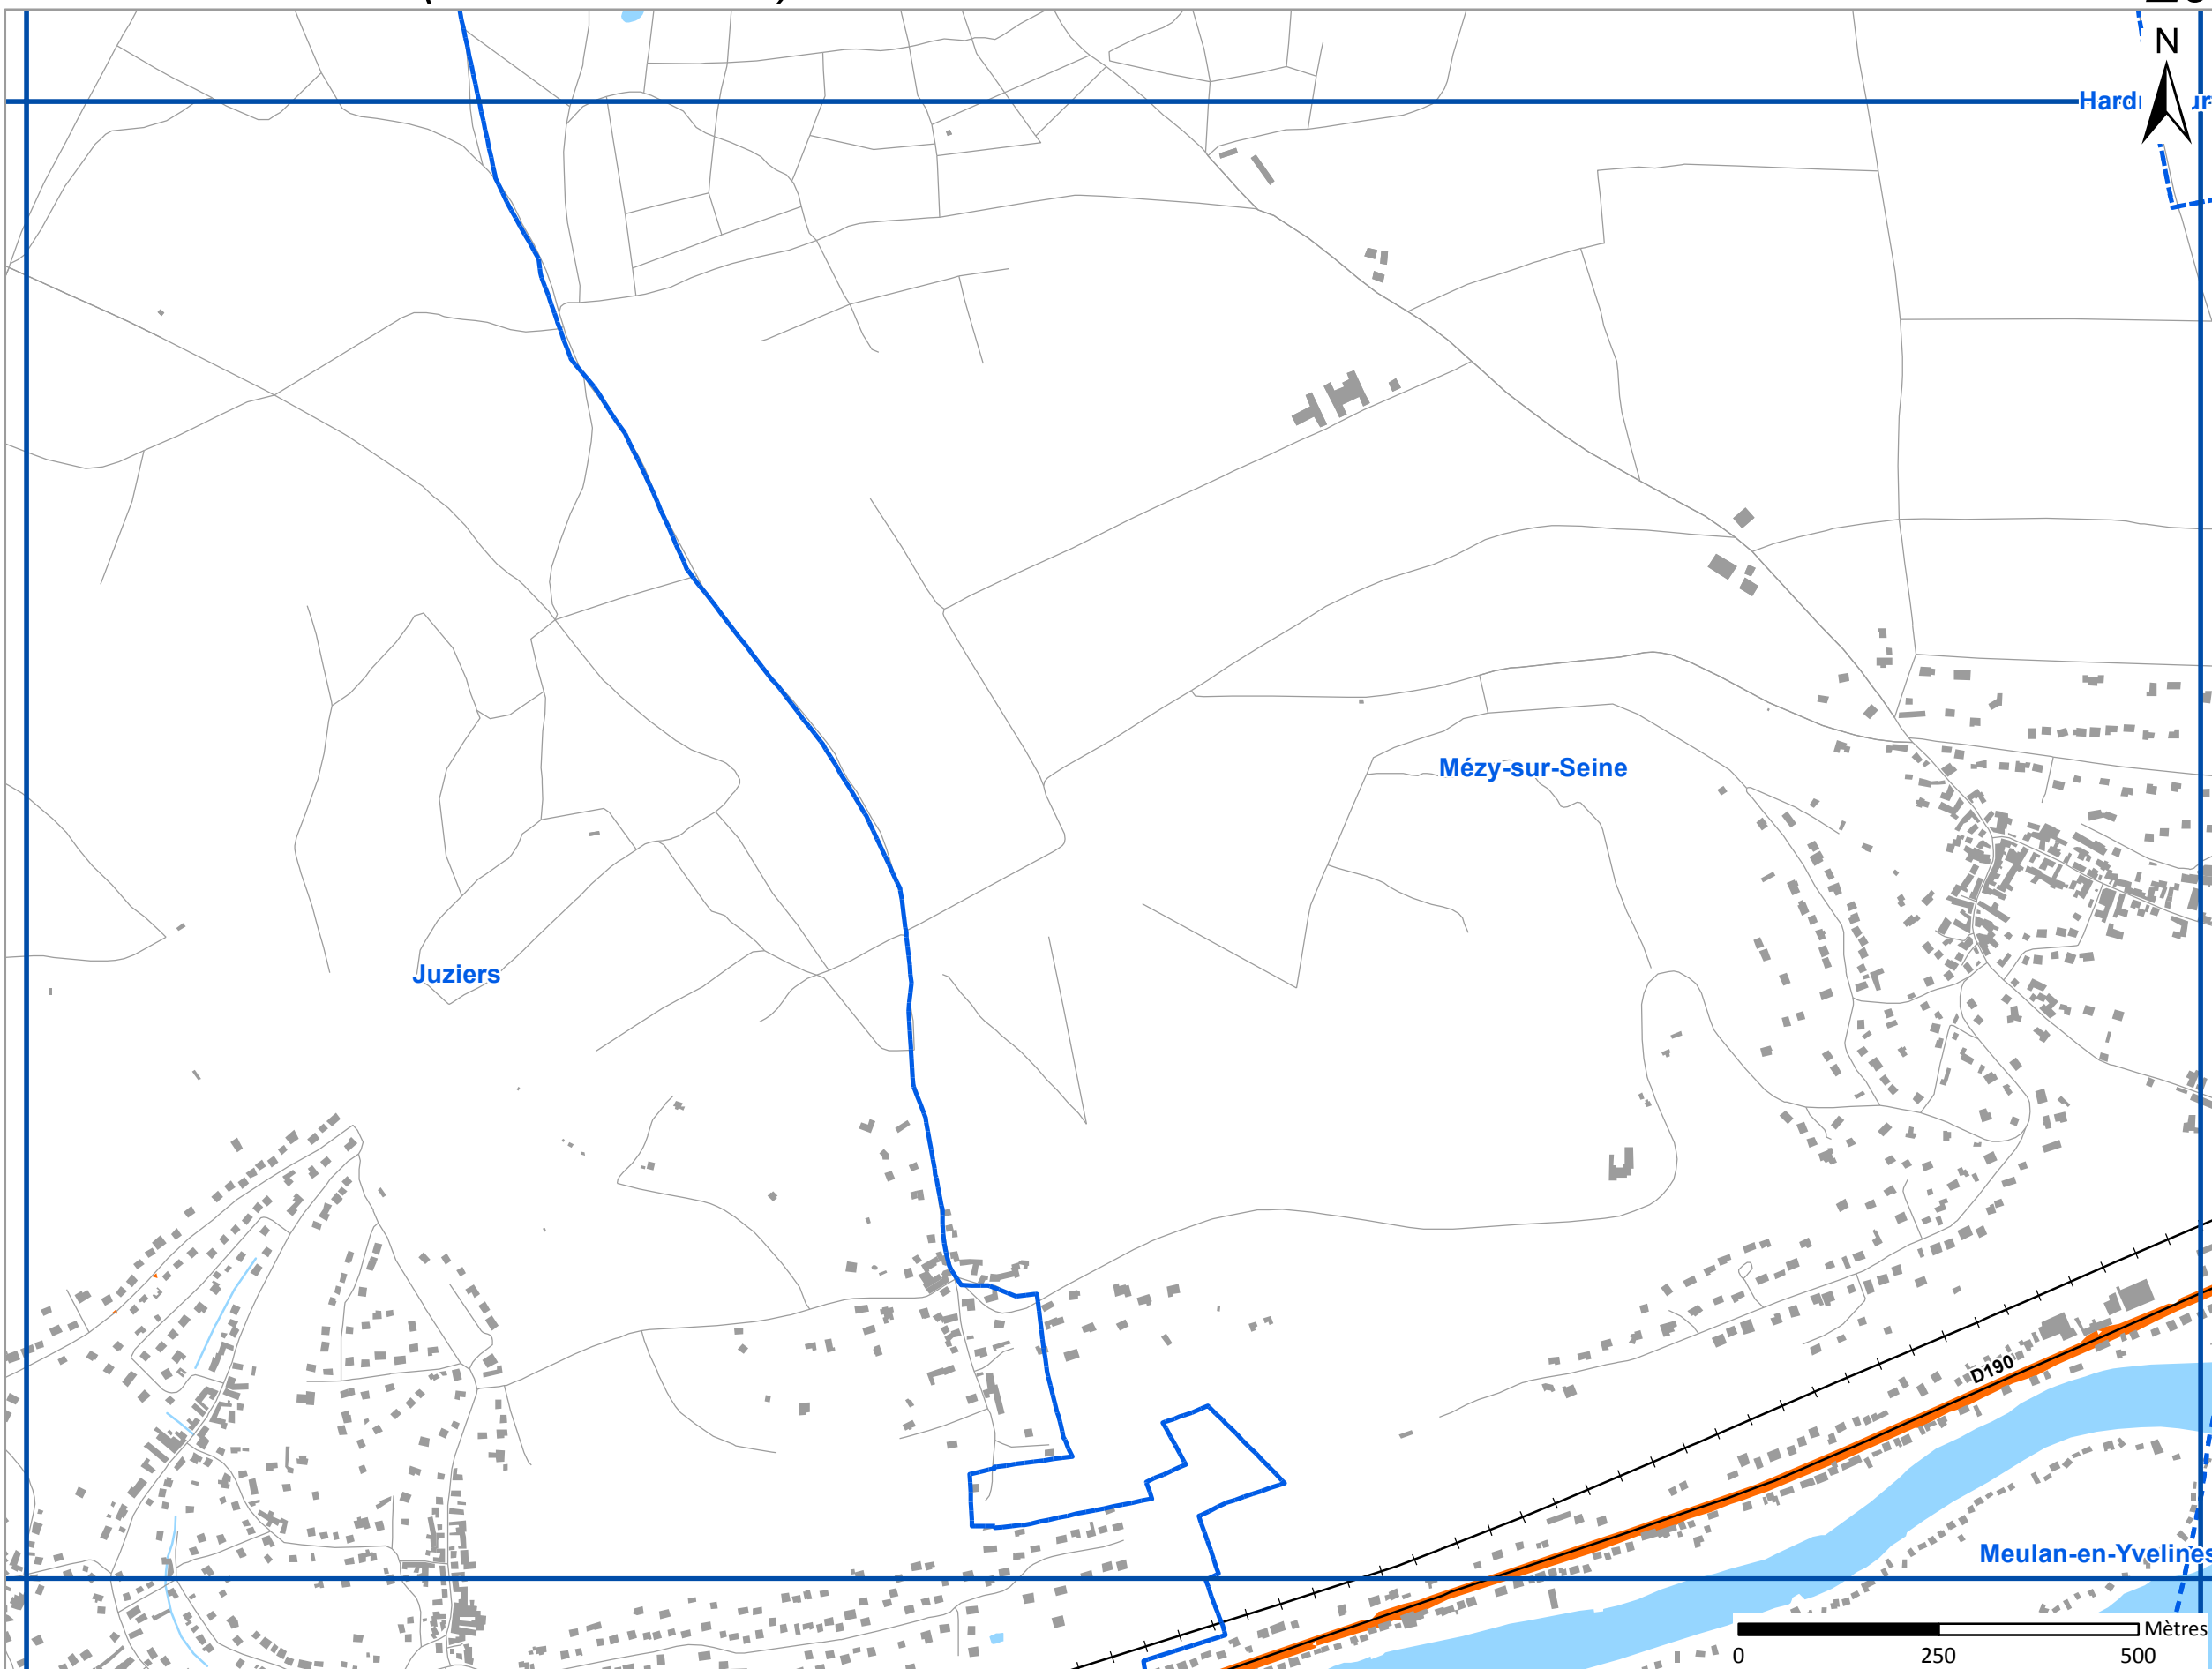 N
Mézy-sur-Seine
Juziers
D190
Meulan-en-Yvelines
Mètres
0 250 500